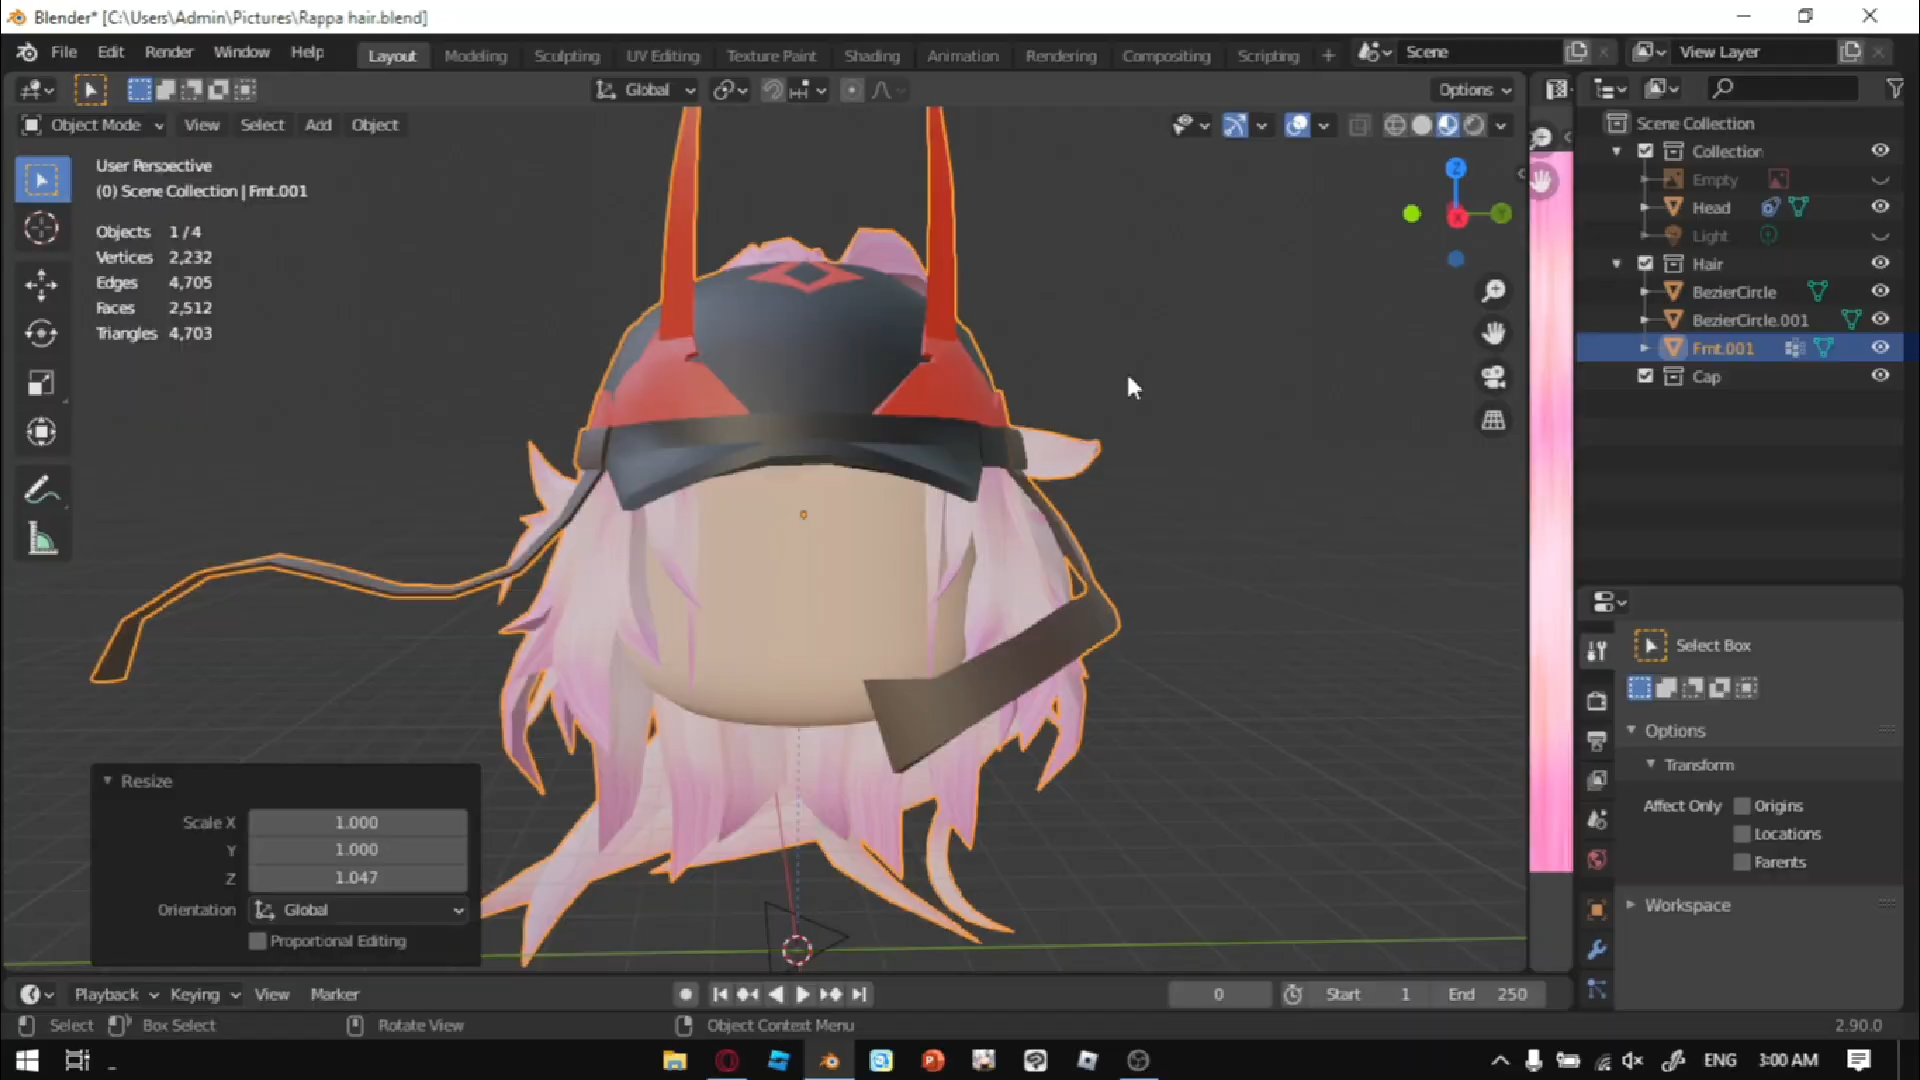 Blender* [C:\Users\Admin\Pictures\Rappa hair.blend]
File Edit Render Window Help
Layout Modeling Sculpting UV Editing Texture Paint Shading Animation Rendering Compositing Scripting +
Scene
View Layer
Global
Options
Object Mode View Select Add Object
User Perspective
(0) Scene Collection | Fmt.001
Objects 1/4
Vertices 2,232
Edges 4,705
Faces 2,512
Triangles 4,703
Z
Y
X
Scene Collection
Collection
Empty
Head
Light
Hair
BezierCircle
BezierCircle.001
Fmt.001
Cap
Select Box
Options
Transform
Affect Only Origins
Locations
Parents
Workspace
Resize
Scale X 1.000
Y 1.000
Z 1.047
Orientation Global
Proportional Editing
Playback Keying View Marker
0
Start 1
End 250
Select Box Select Rotate View Object Context Menu
2.90.0
ENG
3:00 AM